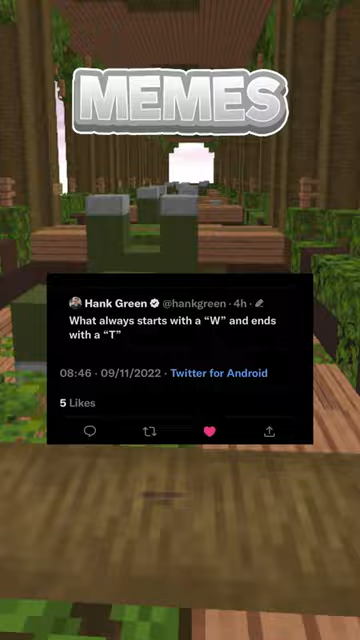 MEMES
Hank Green @hankgreen · 4h ·
What always starts with a “W” and ends
with a “T”
08:46 · 09/11/2022 · Twitter for Android
5 Likes